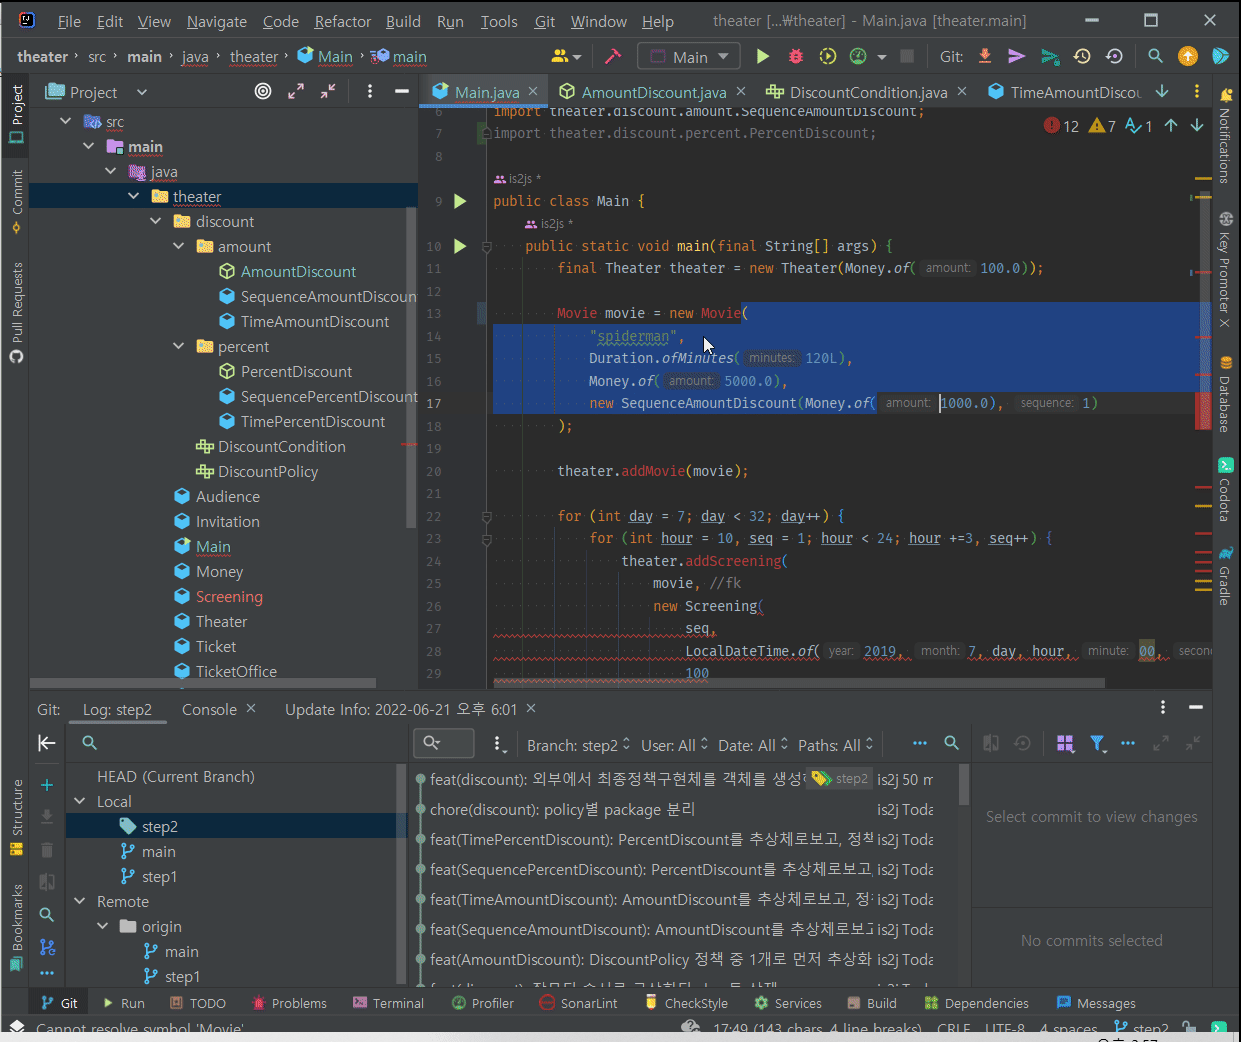 File Edit View Navigate Code Refactor Build Run Tools Git Window Help theater [...₩theater] - Main.java [theater.main]
theater src main java theater Main main Main Git:
Project
Project
Main.java AmountDiscount.java DiscountCondition.java TimeAmountDiscou
src
main
java
theater
discount
amount
AmountDiscount
SequenceAmountDiscoun
TimeAmountDiscount
percent
PercentDiscount
SequencePercentDiscount
TimePercentDiscount
DiscountCondition
DiscountPolicy
Audience
Invitation
Main
Money
Screening
Theater
Ticket
TicketOffice
Commit
Pull Requests
12 7 1
6 import theater.discount.amount.SequenceAmountDiscount;
7 import theater.discount.percent.PercentDiscount;
8
is2js *
9 public class Main {
is2js *
10 public static void main(final String[] args) {
11 final Theater theater = new Theater(Money.of( amount: 100.0));
12
13 Movie movie = new Movie(
14 "spiderman",
15 Duration.ofMinutes( minutes: 120L),
16 Money.of( amount: 5000.0),
17 new SequenceAmountDiscount(Money.of( amount: 1000.0), sequence: 1)
18 );
19
20 theater.addMovie(movie);
21
22 for (int day = 7; day < 32; day++) {
23 for (int hour = 10, seq = 1; hour < 24; hour +=3, seq++) {
24 theater.addScreening(
25 movie, //fk
26 new Screening(
27 seq,
28 LocalDateTime.of( year: 2019, month: 7, day, hour, minute: 00, secon
29 100
Notifications
Key Promoter X
Database
Codota
Gradle
Git: Log: step2 Console Update Info: 2022-06-21 오후 6:01
Branch: step2 User: All Date: All Paths: All
HEAD (Current Branch)
Local
step2
main
step1
Remote
origin
main
step1
feat(discount): 외부에서 최종정책구현체를 객체를 생성 step2 is2j 50 m
chore(discount): policy별 package 분리 is2j Toda
feat(TimePercentDiscount): PercentDiscount를 추상체로보고, 정책 is2j Toda
feat(SequencePercentDiscount): PercentDiscount를 추상체로보고, is2j Toda
feat(TimeAmountDiscount): AmountDiscount를 추상체로보고, 정 is2j Toda
feat(SequenceAmountDiscount): AmountDiscount를 추상체로보고 is2j Toda
feat(AmountDiscount): DiscountPolicy 정책 중 1개로 먼저 추상화 is2j Toda
Select commit to view changes
No commits selected
Structure
Bookmarks
Git Run TODO Problems Terminal Profiler SonarLint CheckStyle Services Build Dependencies Messages
Cannot resolve symbol 'Movie' 17:49 (143 chars, 4 line breaks) CRLF UTF-8 4 spaces step2